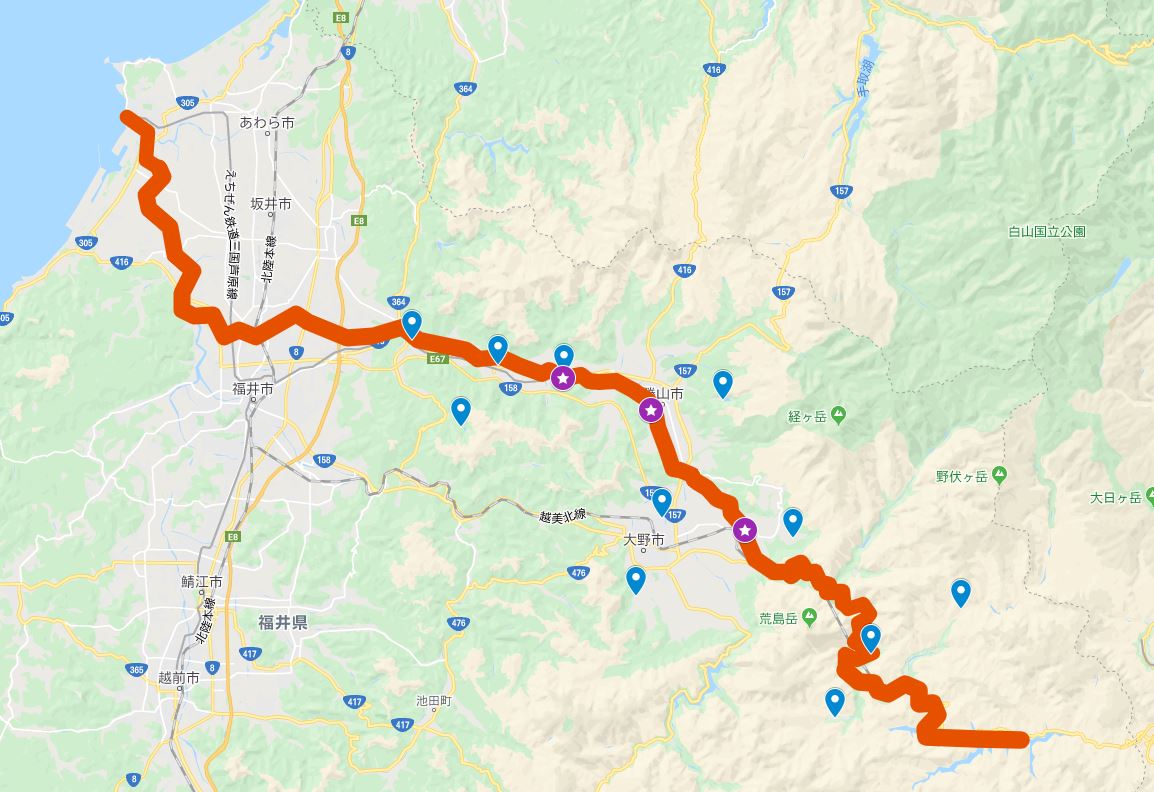 E8
8
416
364
手取湖
305
あわら市
えちぜん鉄道三国芦原線
坂井市
北陸本線
E8
157
白山国立公園
305
416
416
157
364
05
8
E67
158
157
福井市
山市
経ヶ岳
158
野伏ヶ岳
大日ヶ岳
157
越美北線
大野市
E8
476
鯖江市
北陸本線
福井県
荒島岳
476
417
365
8
越前市
417
池田町
417
8